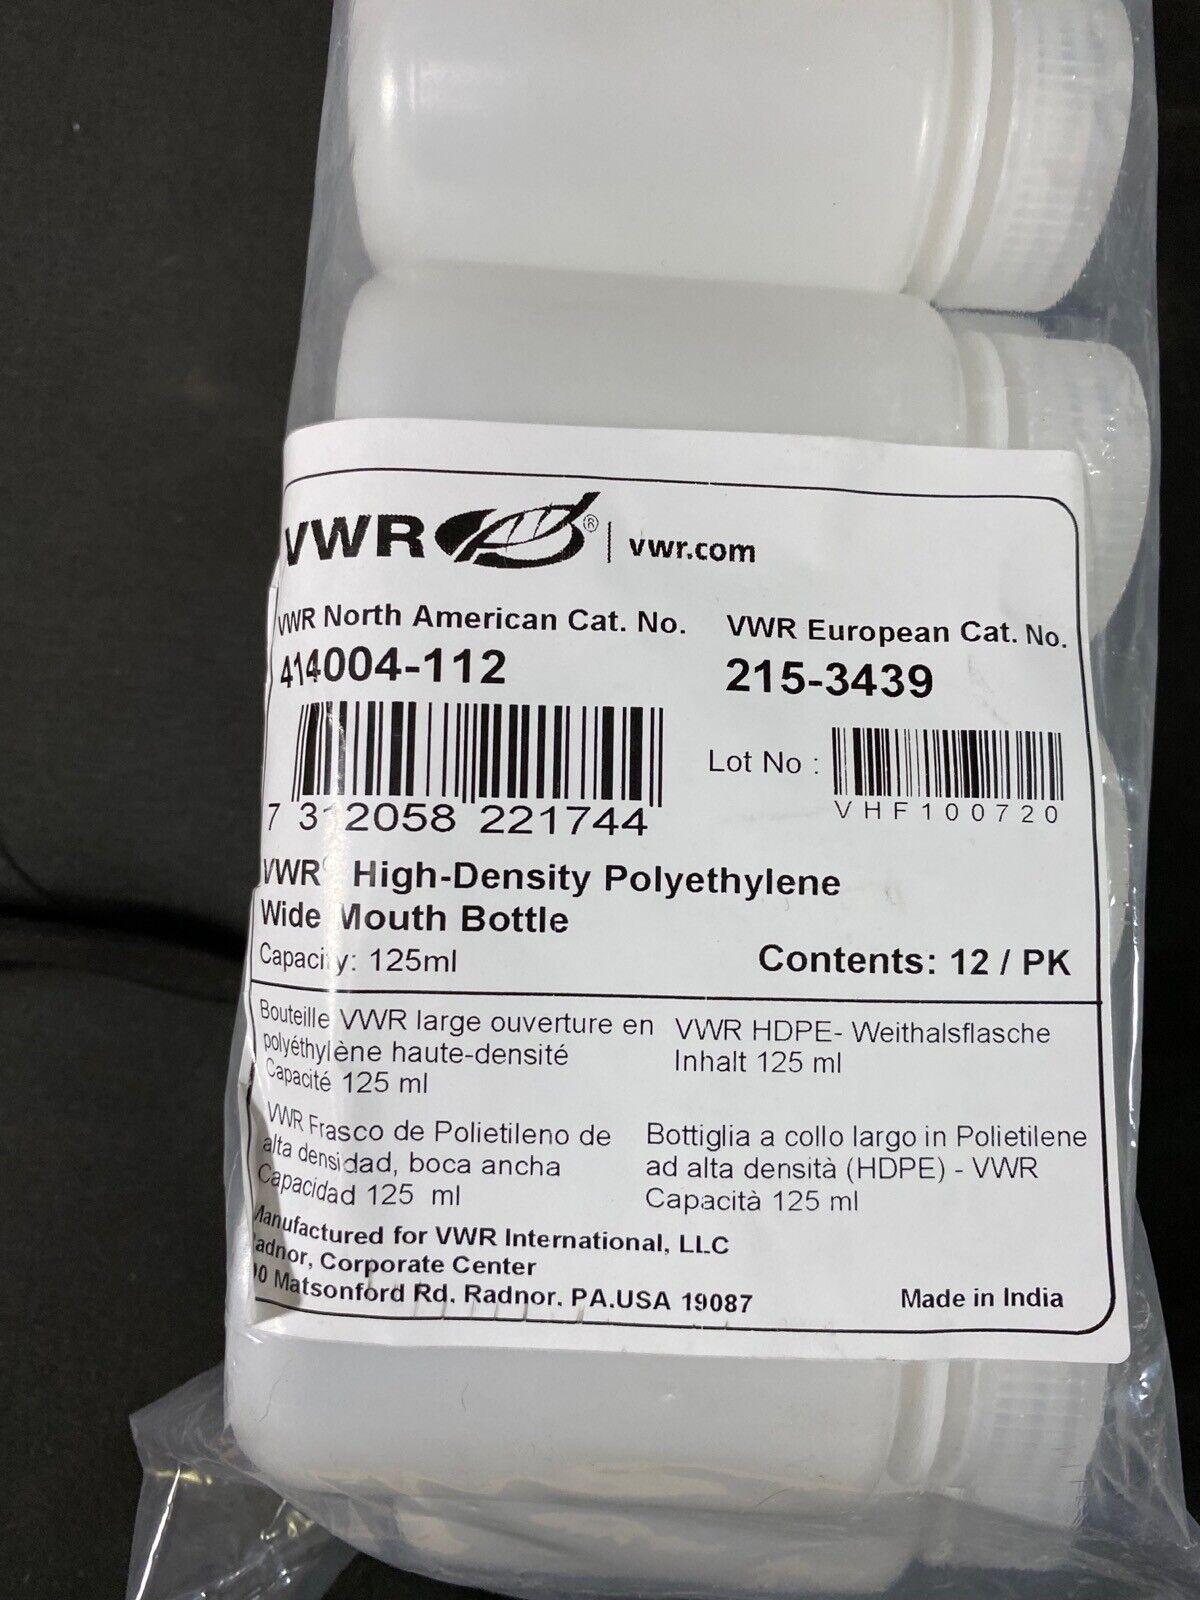 VWR ® | vwr.com
VWR North American Cat. No.
414004-112
VWR European Cat. No.
215-3439
7 312058 221744
Lot No :
VHF100720
VWR® High-Density Polyethylene
Wide Mouth Bottle
Capacity: 125ml
Contents: 12 / PK
Bouteille VWR large ouverture en
polyéthylène haute-densité
Capacité 125 ml
VWR HDPE- Weithalsflasche
Inhalt 125 ml
VWR Frasco de Polietileno de
alta densidad, boca ancha
Capacidad 125 ml
Bottiglia a collo largo in Polietilene
ad alta densità (HDPE) - VWR
Capacità 125 ml
Manufactured for VWR International, LLC
Radnor, Corporate Center
Matsonford Rd. Radnor. PA.USA 19087
Made in India